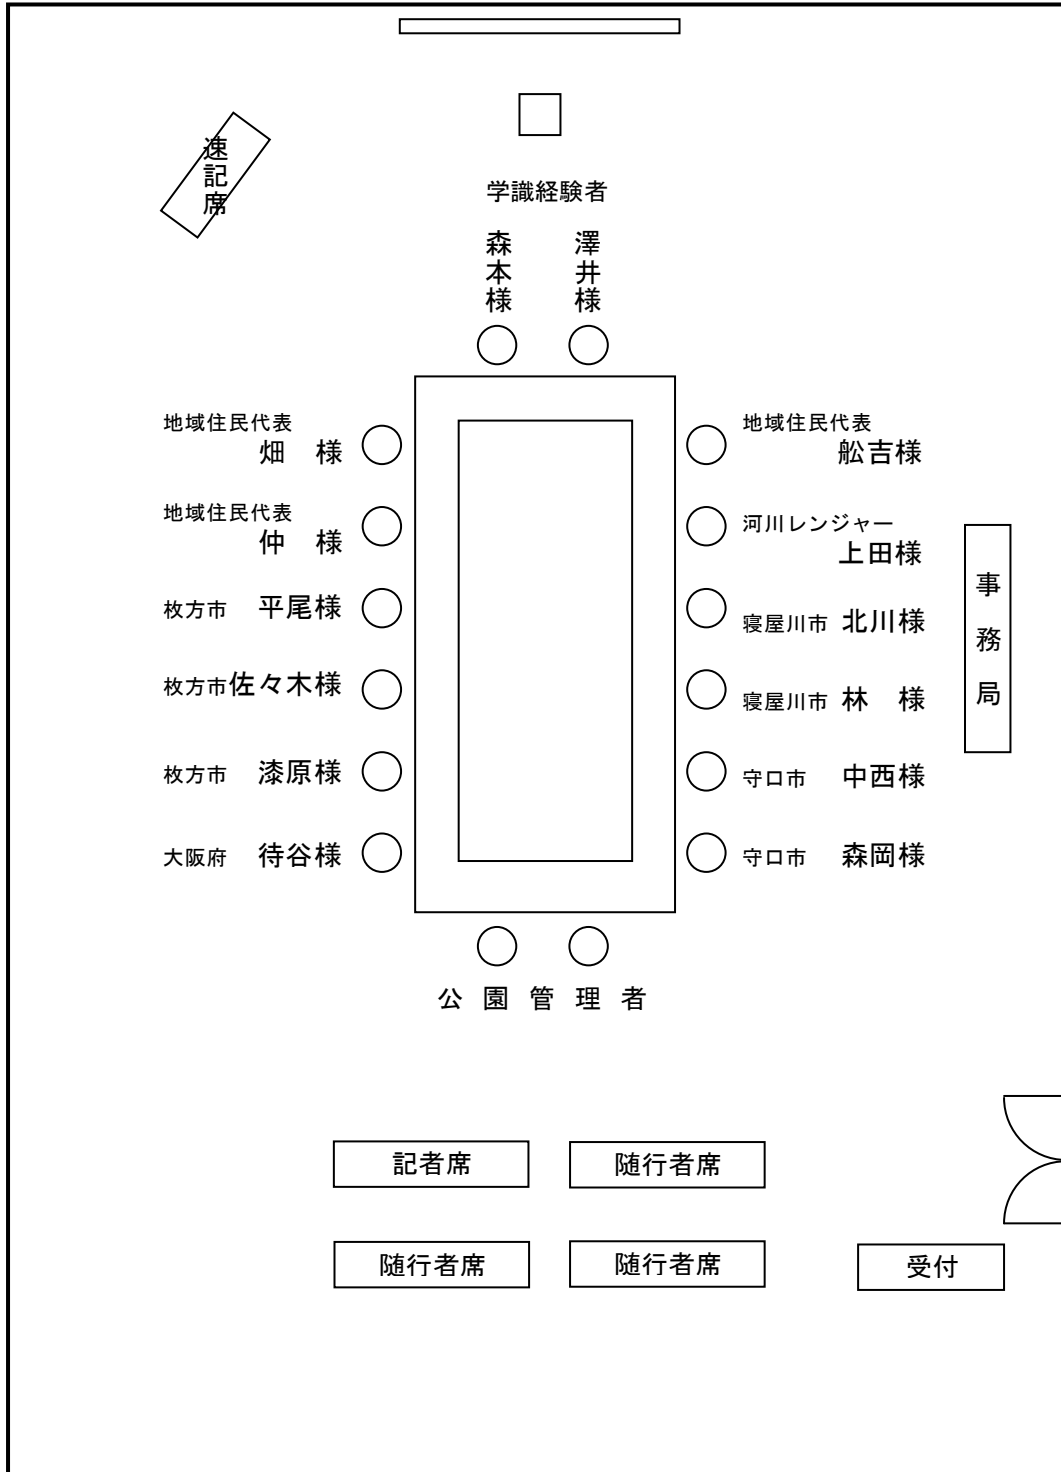 速記席
学識経験者
森本様
澤井様
地域住民代表
畑　様
地域住民代表
仲　様
枚方市　平尾様
枚方市佐々木様
枚方市　漆原様
大阪府　待谷様
地域住民代表
舩吉様
河川レンジャー
上田様
寝屋川市 北川様
寝屋川市 林　様
守口市　中西様
守口市　森岡様
事務局
公園管理者
記者席
随行者席
随行者席
随行者席
受付